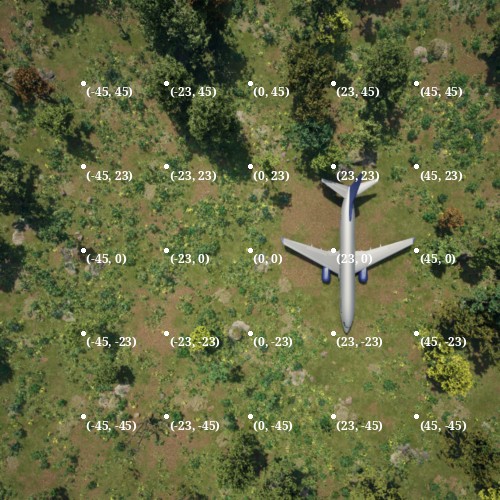 (-45, 45) (-23, 45) (0, 45) (23, 45) (45, 45)
(-45, 23) (-23, 23) (0, 23) (23, 23) (45, 23)
(-45, 0) (-23, 0) (0, 0) (23, 0) (45, 0)
(-45, -23) (-23, -23) (0, -23) (23, -23) (45, -23)
(-45, -45) (-23, -45) (0, -45) (23, -45) (45, -45)